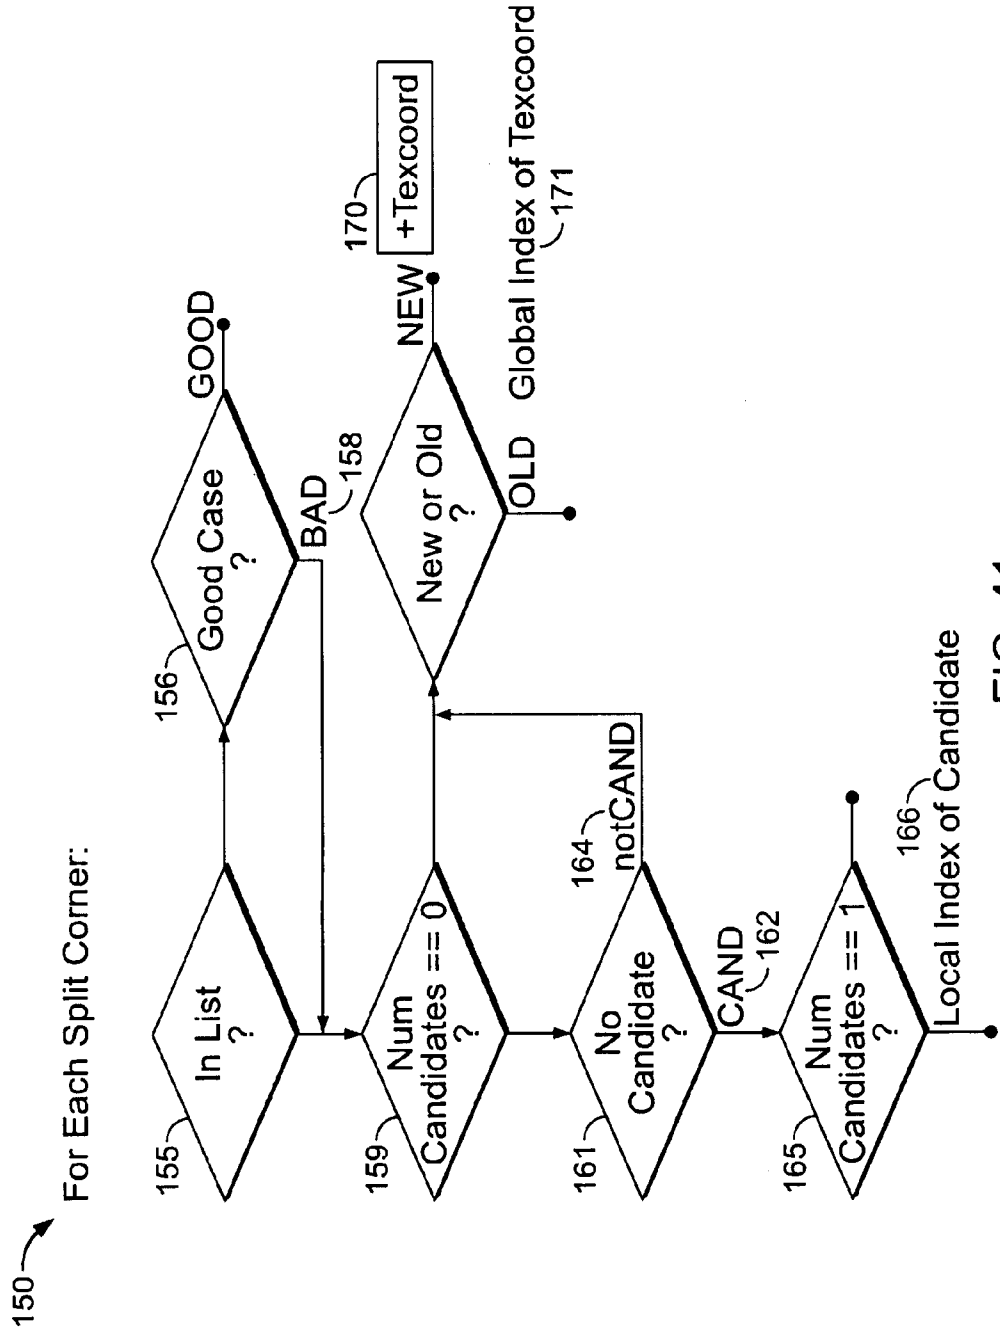 150
For Each Split Corner:
155
In List
?
156
Good Case
?
GOOD
BAD
158
159
Num
Candidates == 0
?
New or Old
?
NEW
170
+Texcoord
OLD
Global Index of Texcoord
171
161
No
Candidate
?
164
notCAND
CAND
162
165
Num
Candidates == 1
?
166
Local Index of Candidate